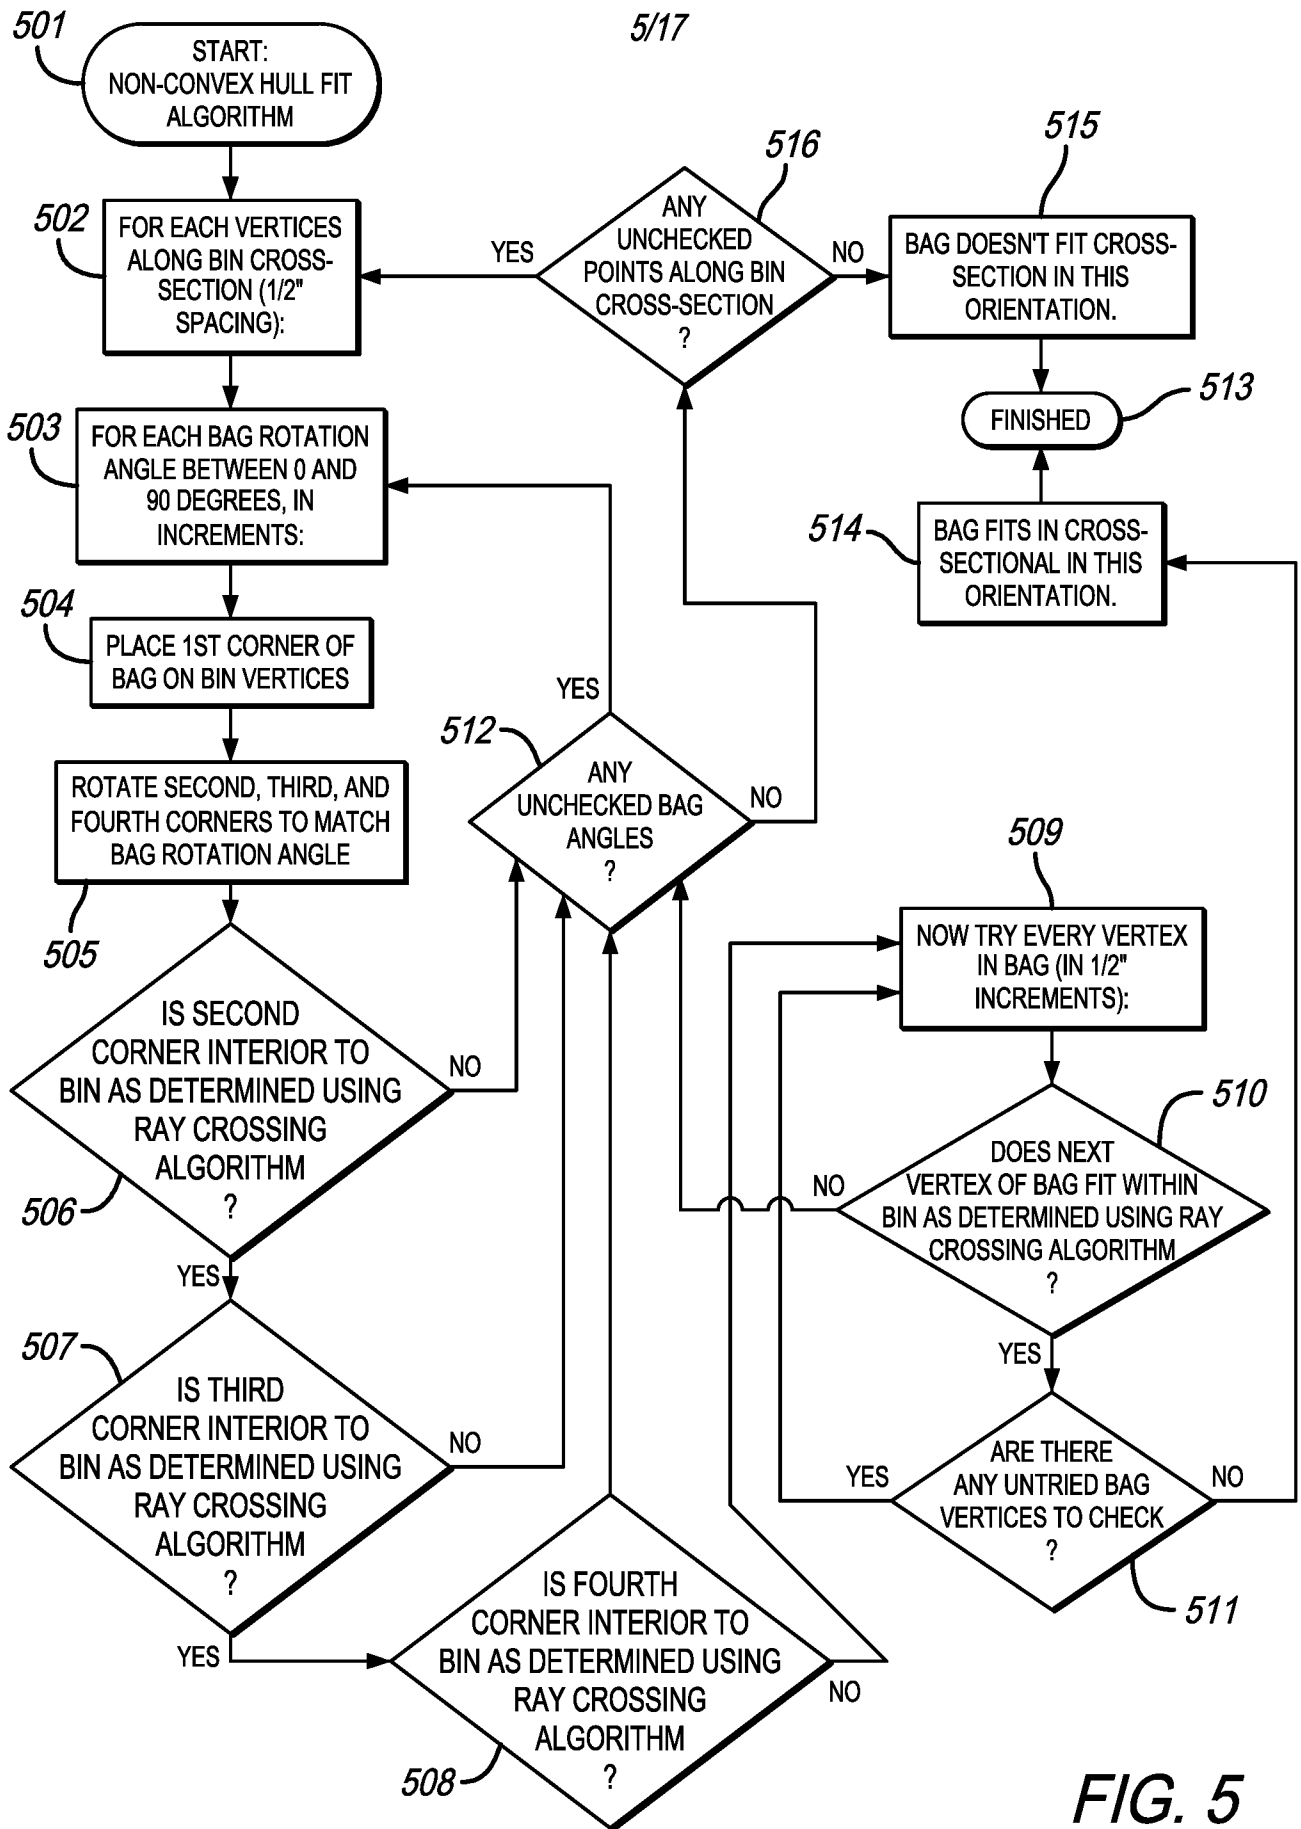 5/17
501
START:
NON-CONVEX HULL FIT
ALGORITHM
502
FOR EACH VERTICES
ALONG BIN CROSS-
SECTION (1/2"
SPACING):
503
FOR EACH BAG ROTATION
ANGLE BETWEEN 0 AND
90 DEGREES, IN
INCREMENTS:
504
PLACE 1ST CORNER OF
BAG ON BIN VERTICES
ROTATE SECOND, THIRD, AND
FOURTH CORNERS TO MATCH
BAG ROTATION ANGLE
505
IS SECOND
CORNER INTERIOR TO
BIN AS DETERMINED USING
RAY CROSSING
ALGORITHM
?
506
NO
YES
507
IS THIRD
CORNER INTERIOR TO
BIN AS DETERMINED USING
RAY CROSSING
ALGORITHM
?
NO
YES
IS FOURTH
CORNER INTERIOR TO
BIN AS DETERMINED USING
RAY CROSSING
ALGORITHM
?
508
NO
512
ANY
UNCHECKED BAG
ANGLES
?
YES
NO
516
ANY
UNCHECKED
POINTS ALONG BIN
CROSS-SECTION
?
YES
NO
515
BAG DOESN'T FIT CROSS-
SECTION IN THIS
ORIENTATION.
FINISHED
513
514
BAG FITS IN CROSS-
SECTIONAL IN THIS
ORIENTATION.
509
NOW TRY EVERY VERTEX
IN BAG (IN 1/2"
INCREMENTS):
510
DOES NEXT
VERTEX OF BAG FIT WITHIN
BIN AS DETERMINED USING RAY
CROSSING ALGORITHM
?
NO
YES
ARE THERE
ANY UNTRIED BAG
VERTICES TO CHECK
?
YES
NO
511
FIG. 5